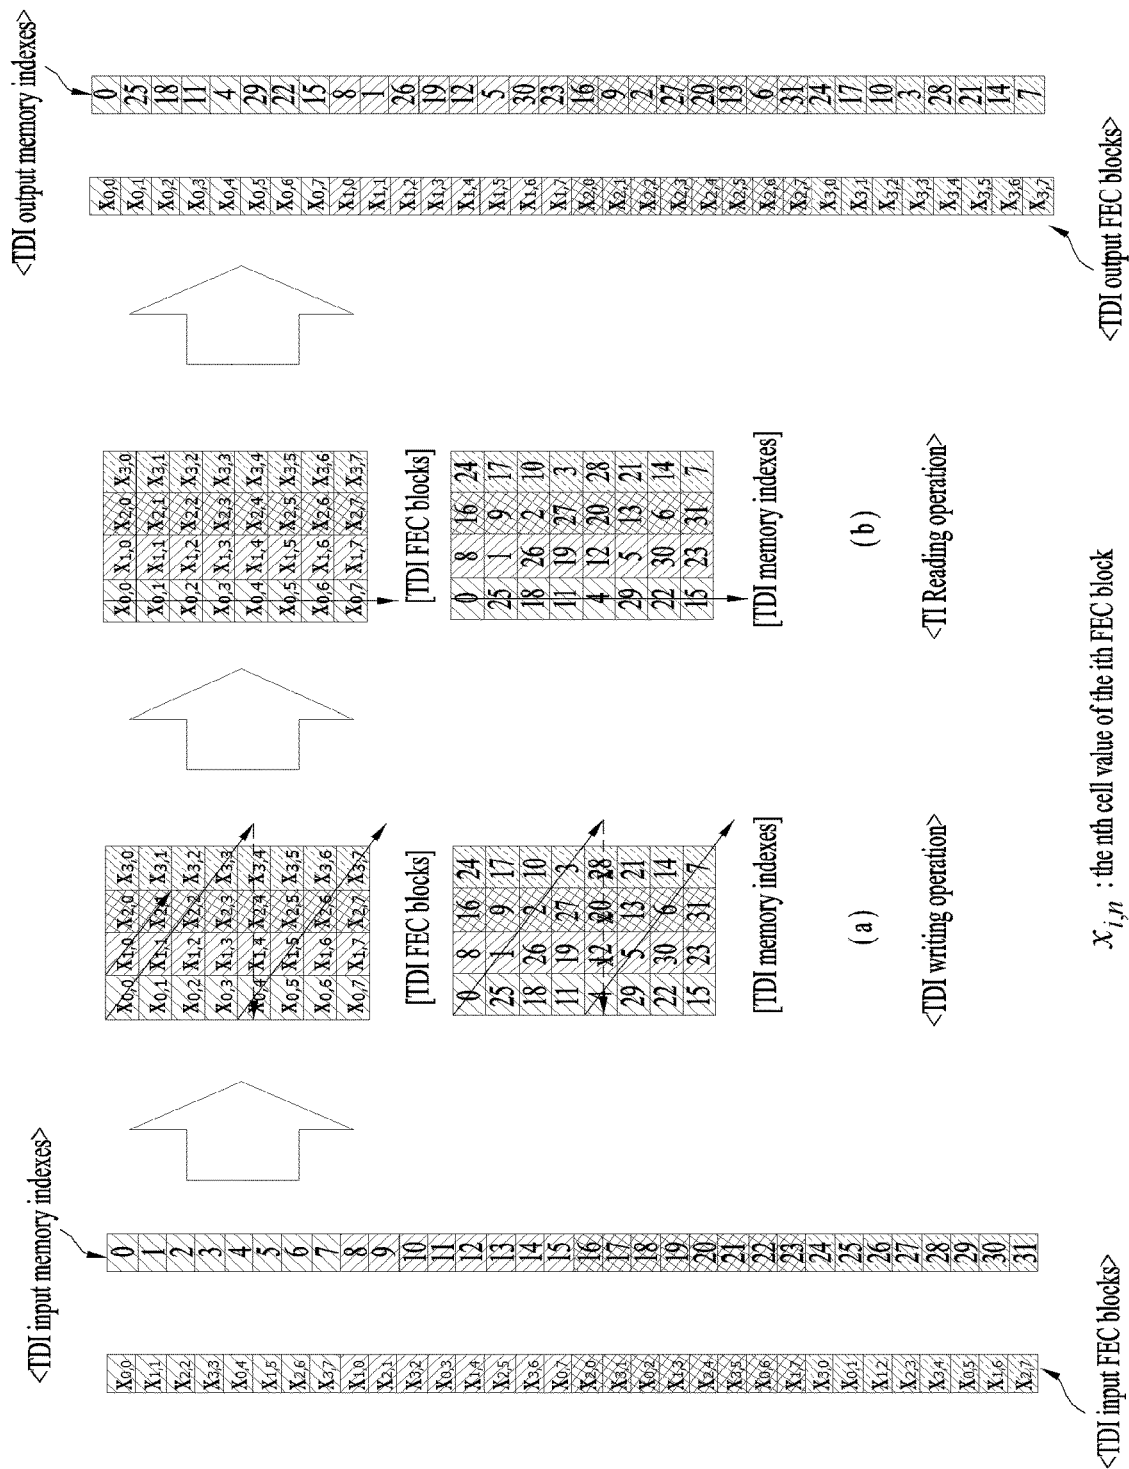 <TDI input memory indexes>
X0,0
X1,1
X2,2
X3,3
X0,4
X1,5
X2,6
X3,7
X1,0
X2,1
X3,2
X0,3
X1,4
X2,5
X3,6
X0,7
X2,0
X3,1
X0,2
X1,3
X2,4
X3,5
X0,6
X1,7
X3,0
X0,1
X1,2
X2,3
X3,4
X0,5
X1,6
X2,7
<TDI input FEC blocks>
0
1
2
3
4
5
6
7
8
9
10
11
12
13
14
15
16
17
18
19
20
21
22
23
24
25
26
27
28
29
30
31
X0,0 X1,0 X2,0 X3,0
X0,1 X1,1 X2,1 X3,1
X0,2 X1,2 X2,2 X3,2
X0,3 X1,3 X2,3 X3,3
X0,4 X1,4 X2,4 X3,4
X0,5 X1,5 X2,5 X3,5
X0,6 X1,6 X2,6 X3,6
X0,7 X1,7 X2,7 X3,7
[TDI FEC blocks]
0 8 16 24
25 1 9 17
18 26 2 10
11 19 27 3
4 12 20 28
29 5 13 21
22 30 6 14
15 23 31 7
[TDI memory indexes]
(a)
<TDI writing operation>
X0,0 X1,0 X2,0 X3,0
X0,1 X1,1 X2,1 X3,1
X0,2 X1,2 X2,2 X3,2
X0,3 X1,3 X2,3 X3,3
X0,4 X1,4 X2,4 X3,4
X0,5 X1,5 X2,5 X3,5
X0,6 X1,6 X2,6 X3,6
X0,7 X1,7 X2,7 X3,7
[TDI FEC blocks]
0 8 16 24
25 1 9 17
18 26 2 10
11 19 27 3
4 12 20 28
29 5 13 21
22 30 6 14
15 23 31 7
[TDI memory indexes]
(b)
<TI Reading operation>
<TDI output memory indexes>
X0,0
X0,1
X0,2
X0,3
X0,4
X0,5
X0,6
X0,7
X1,0
X1,1
X1,2
X1,3
X1,4
X1,5
X1,6
X1,7
X2,0
X2,1
X2,2
X2,3
X2,4
X2,5
X2,6
X2,7
X3,0
X3,1
X3,2
X3,3
X3,4
X3,5
X3,6
X3,7
<TDI output FEC blocks>
0
25
18
11
4
29
22
15
8
1
26
19
12
5
30
23
16
9
2
27
20
13
6
31
24
17
10
3
28
21
14
7
xi,n : the nth cell value of the ith FEC block